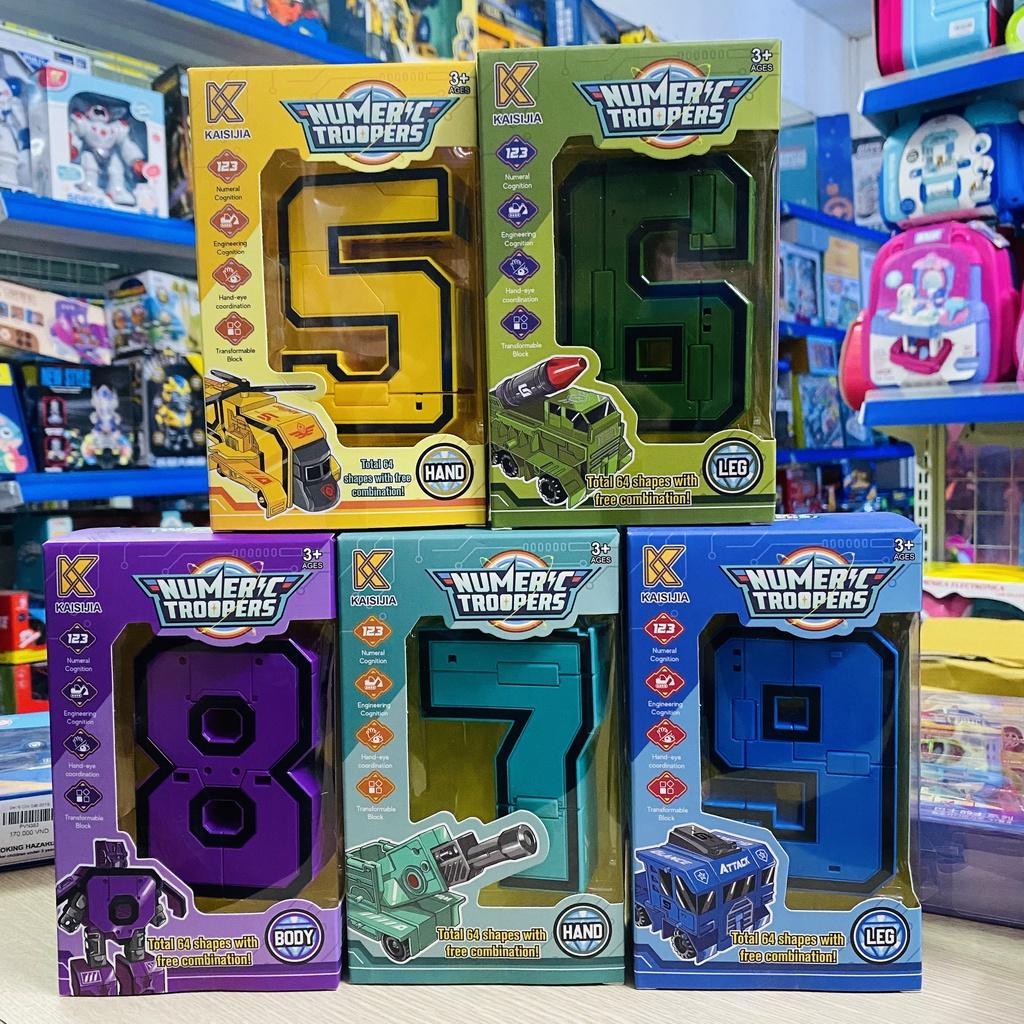 KAISIJIA
NUMERIC
TROOPERS
3+
AGES
123
Numeral
Cognition
Engineering
Cognition
Hand-eye
coordination
Transformable
Block
5
Total 64
shapes with free
combination!
HAND
KAISIJIA
NUMERIC
TROOPERS
3+
AGES
123
Numeral
Cognition
Engineering
Cognition
Hand-eye
coordination
Transformable
Block
6
6
Total 64 shapes with
free combination!
LEG
KAISIJIA
NUMERIC
TROOPERS
3+
AGES
123
Numeral
Cognition
Engineering
Cognition
Hand-eye
coordination
Transformable
Block
8
8
Total 64 shapes with
free combination!
BODY
KAISIJIA
NUMERIC
TROOPERS
3+
AGES
123
Numeral
Cognition
Engineering
Cognition
Hand-eye
coordination
Transformable
Block
7
Total 64 shapes with
free combination!
HAND
KAISIJIA
NUMERIC
TROOPERS
3+
AGES
123
Numeral
Cognition
Engineering
Cognition
Hand-eye
coordination
Transformable
Block
9
ATTACK
Total 64 shapes with
free combination!
LEG
170,000 VND